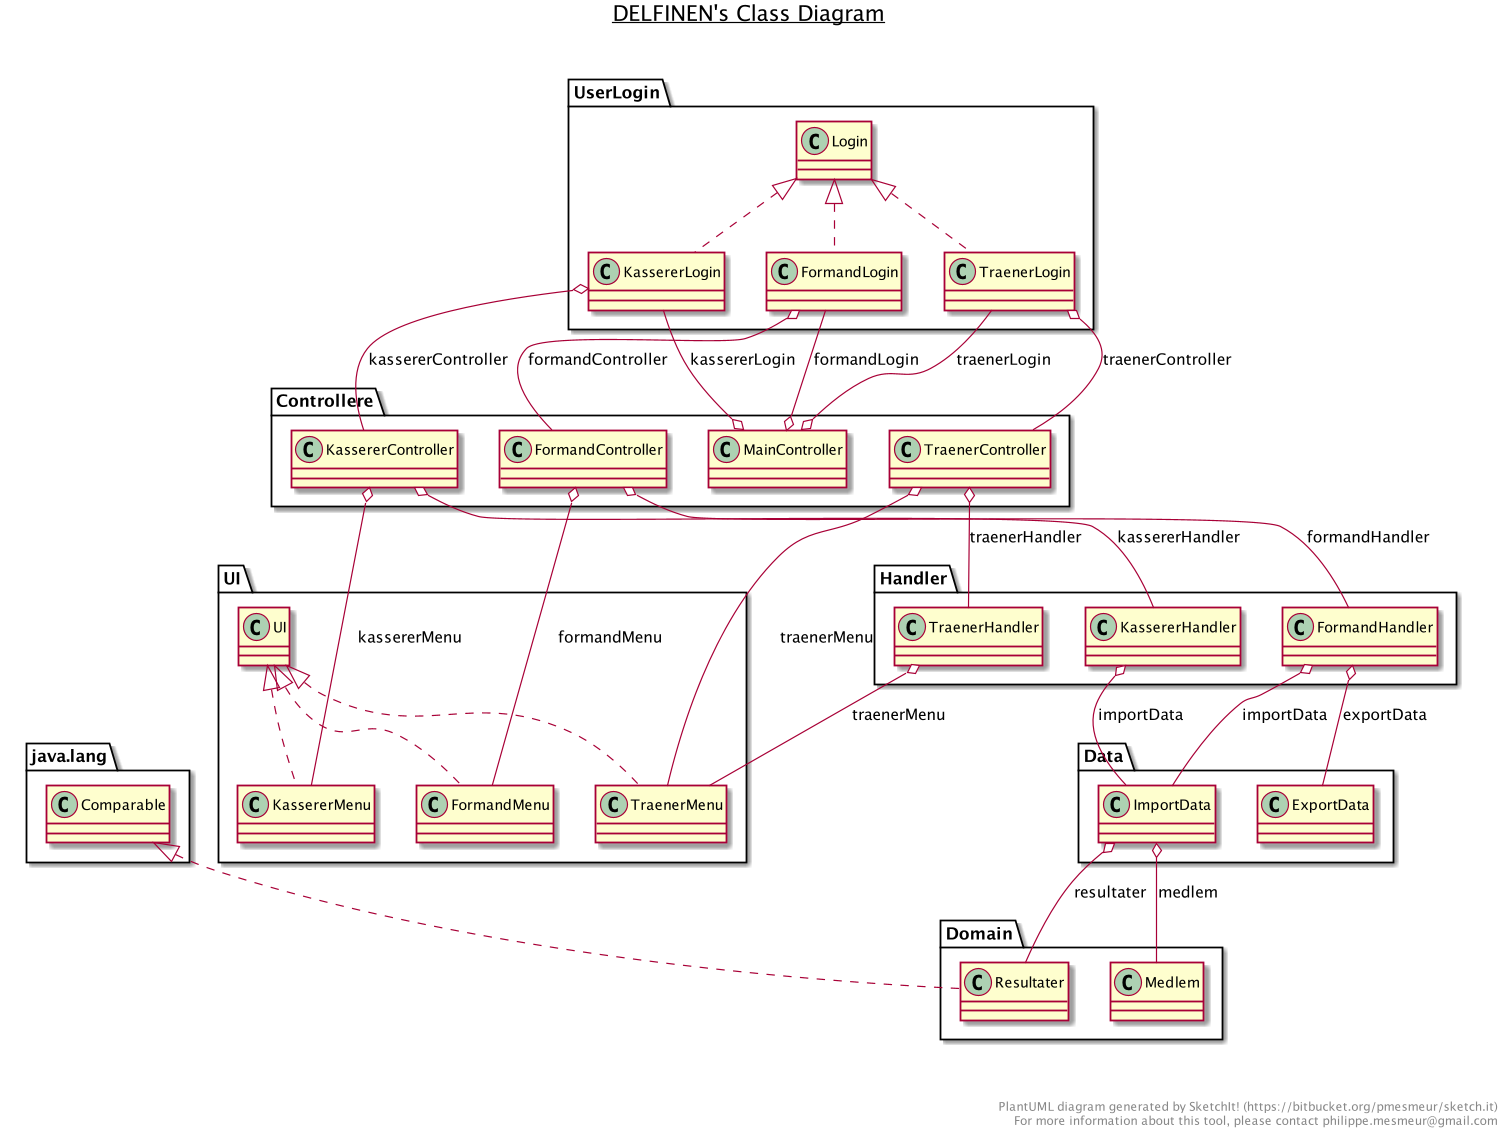 DELFINEN's Class Diagram
UserLogin
C Login
C KassererLogin
C FormandLogin
C TraenerLogin
kassererController
formandController
kassererLogin
formandLogin
traenerLogin
traenerController
Controllere
C KassererController
C FormandController
C MainController
C TraenerController
traenerHandler
kassererHandler
formandHandler
UI
Handler
C UI
C TraenerHandler
C KassererHandler
C FormandHandler
kassererMenu
formandMenu
traenerMenu
traenerMenu
importData
importData
exportData
java.lang
Data
C Comparable
C KassererMenu
C FormandMenu
C TraenerMenu
C ImportData
C ExportData
resultater
medlem
Domain
C Resultater
C Medlem
PlantUML diagram generated by SketchIt! (https://bitbucket.org/pmesmeur/sketch.it)
For more information about this tool, please contact philippe.mesmeur@gmail.com